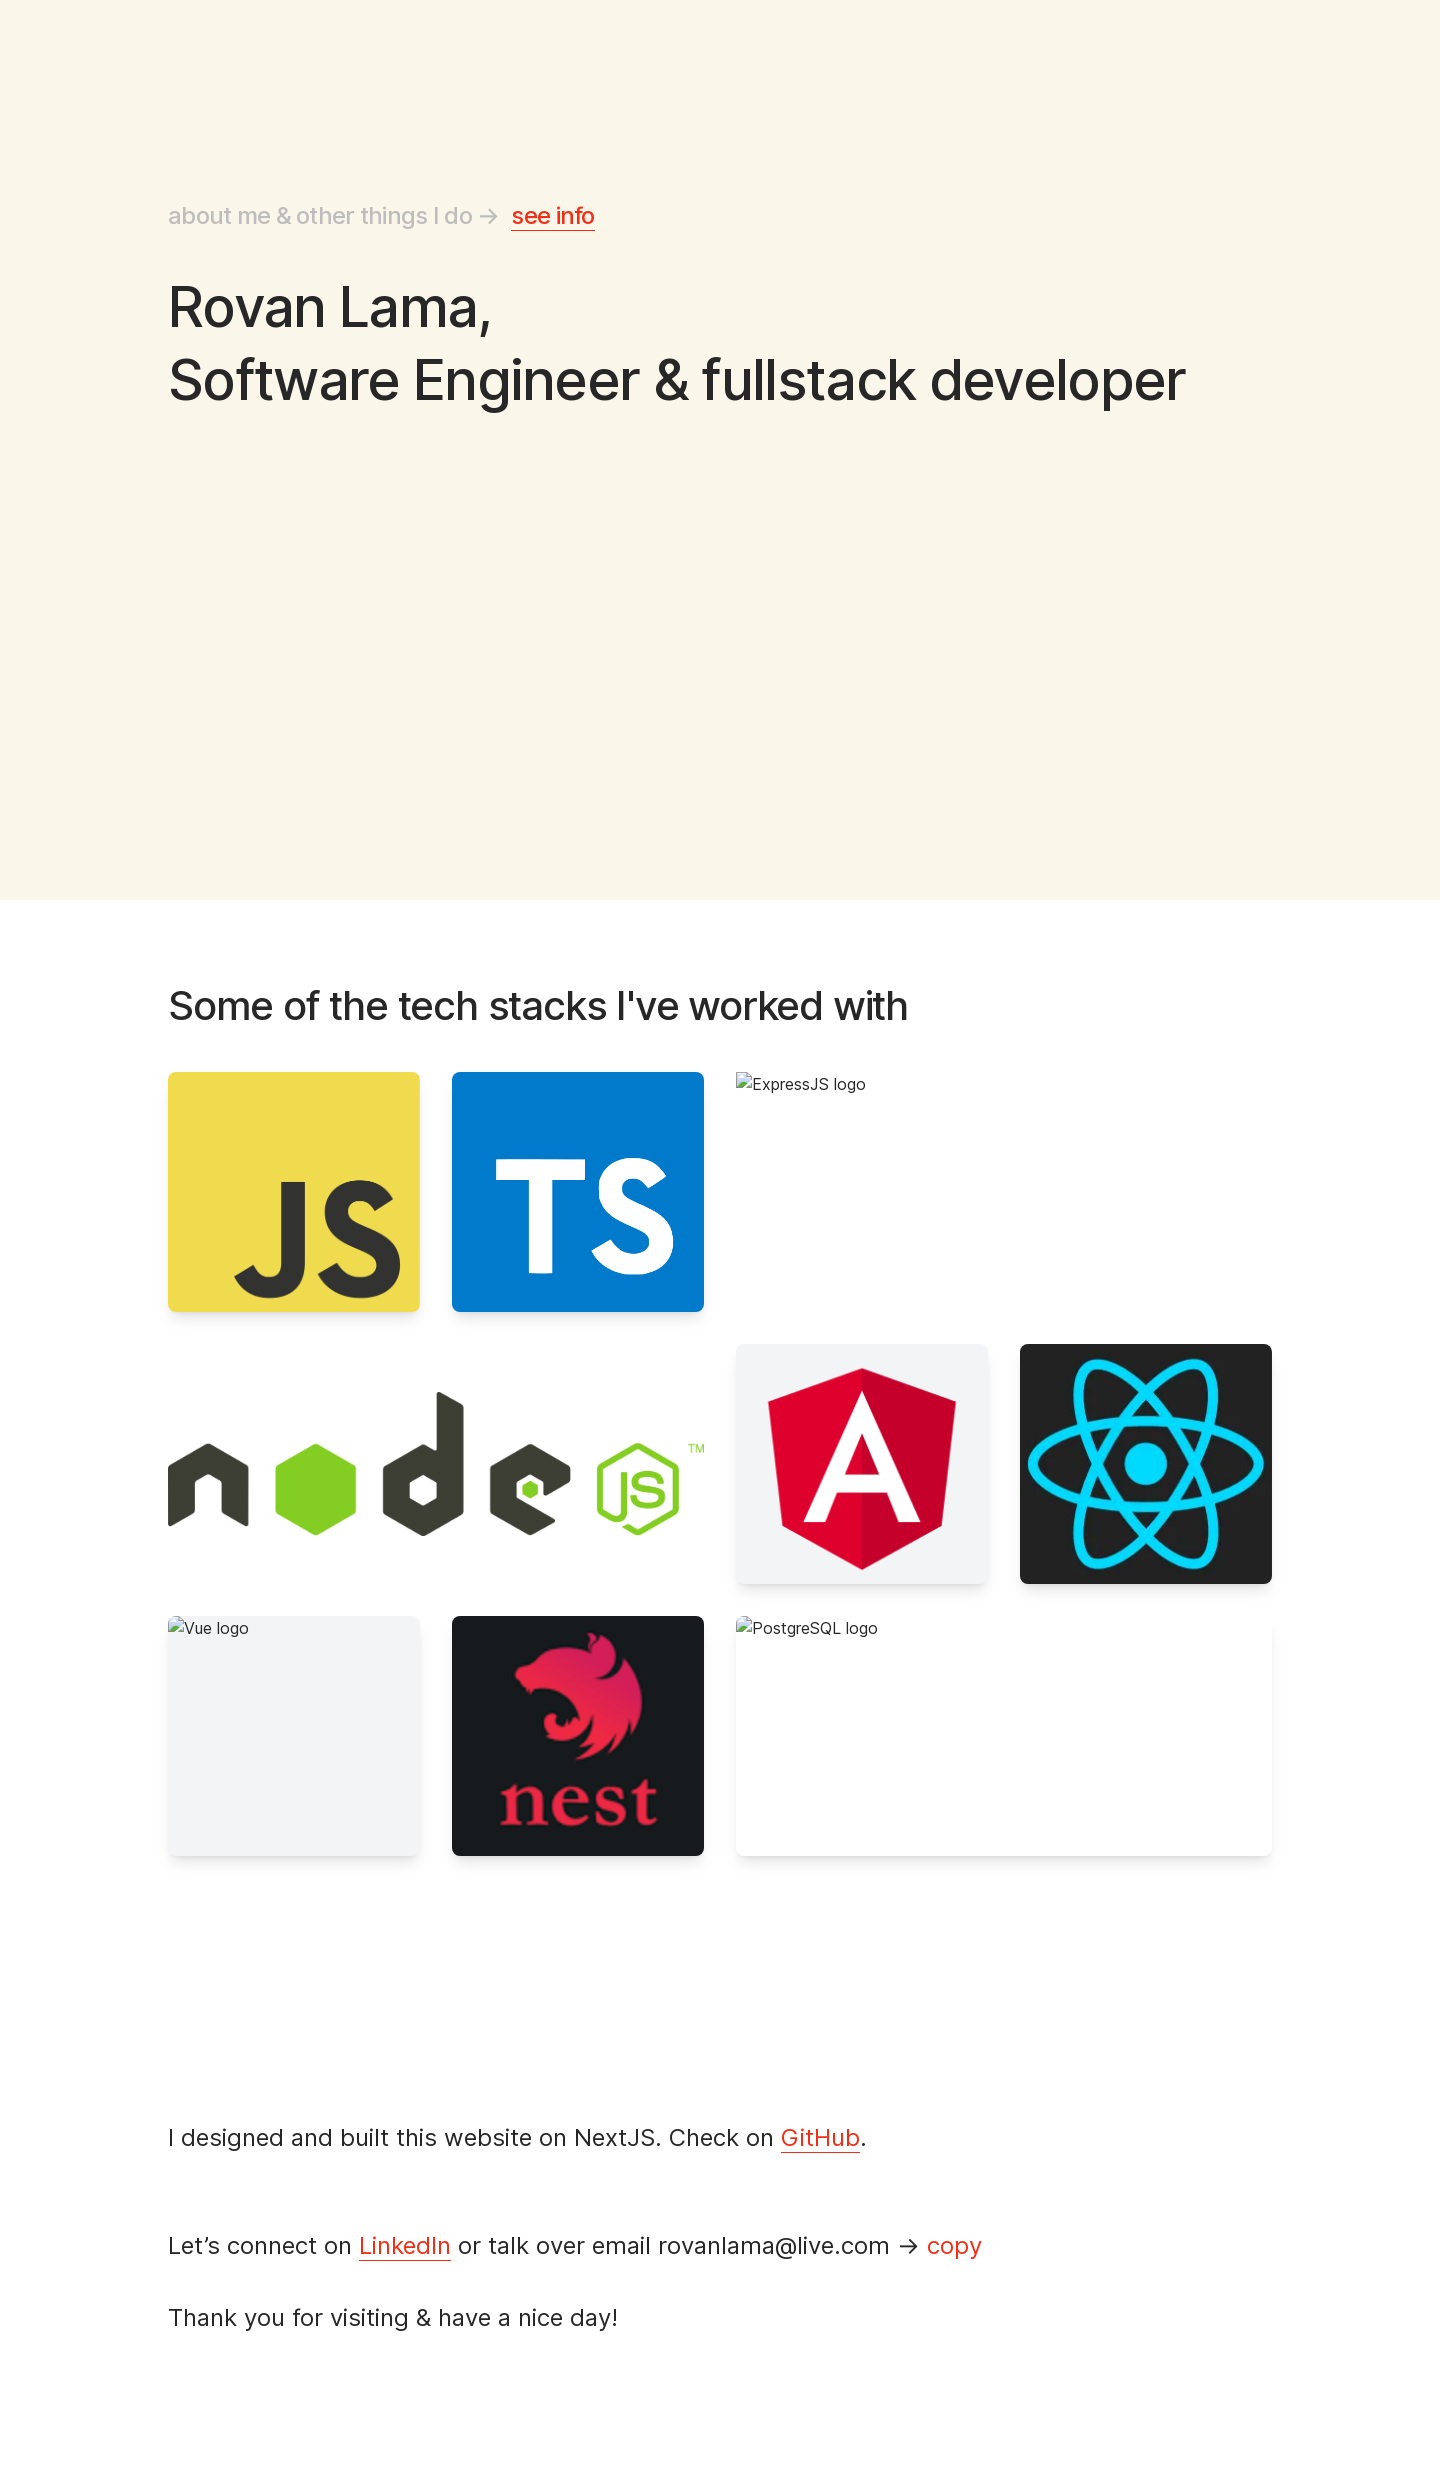 about me & other things I do → see info
Rovan Lama,
Software Engineer & fullstack developer
Some of the tech stacks I've worked with
JS
TS
ExpressJS logo
node JS TM
A
Vue logo
nest
PostgreSQL logo
I designed and built this website on NextJS. Check on GitHub.
Let’s connect on LinkedIn or talk over email rovanlama@live.com → copy
Thank you for visiting & have a nice day!